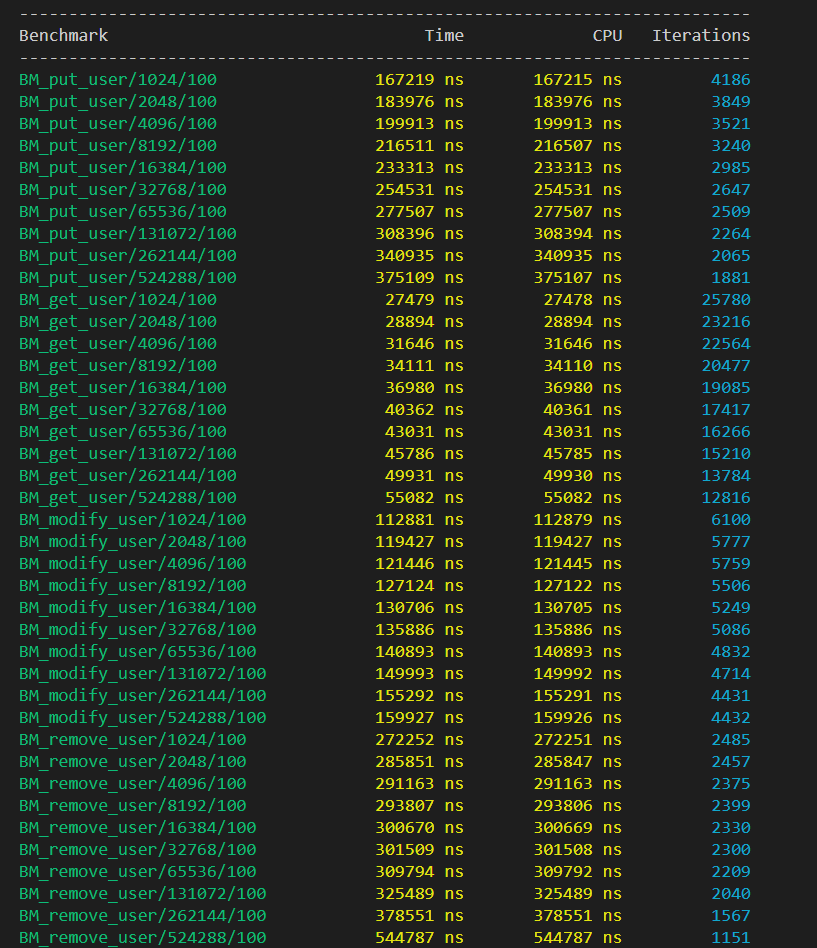 -------------------------------------------------------------------------
Benchmark                               Time             CPU   Iterations
-------------------------------------------------------------------------
BM_put_user/1024/100               167219 ns       167215 ns         4186
BM_put_user/2048/100               183976 ns       183976 ns         3849
BM_put_user/4096/100               199913 ns       199913 ns         3521
BM_put_user/8192/100               216511 ns       216507 ns         3240
BM_put_user/16384/100              233313 ns       233313 ns         2985
BM_put_user/32768/100              254531 ns       254531 ns         2647
BM_put_user/65536/100              277507 ns       277507 ns         2509
BM_put_user/131072/100             308396 ns       308394 ns         2264
BM_put_user/262144/100             340935 ns       340935 ns         2065
BM_put_user/524288/100             375109 ns       375107 ns         1881
BM_get_user/1024/100                27479 ns        27478 ns        25780
BM_get_user/2048/100                28894 ns        28894 ns        23216
BM_get_user/4096/100                31646 ns        31646 ns        22564
BM_get_user/8192/100                34111 ns        34110 ns        20477
BM_get_user/16384/100               36980 ns        36980 ns        19085
BM_get_user/32768/100               40362 ns        40361 ns        17417
BM_get_user/65536/100               43031 ns        43031 ns        16266
BM_get_user/131072/100              45786 ns        45785 ns        15210
BM_get_user/262144/100              49931 ns        49930 ns        13784
BM_get_user/524288/100              55082 ns        55082 ns        12816
BM_modify_user/1024/100            112881 ns       112879 ns         6100
BM_modify_user/2048/100            119427 ns       119427 ns         5777
BM_modify_user/4096/100            121446 ns       121445 ns         5759
BM_modify_user/8192/100            127124 ns       127122 ns         5506
BM_modify_user/16384/100           130706 ns       130705 ns         5249
BM_modify_user/32768/100           135886 ns       135886 ns         5086
BM_modify_user/65536/100           140893 ns       140893 ns         4832
BM_modify_user/131072/100          149993 ns       149992 ns         4714
BM_modify_user/262144/100          155292 ns       155291 ns         4431
BM_modify_user/524288/100          159927 ns       159926 ns         4432
BM_remove_user/1024/100            272252 ns       272251 ns         2485
BM_remove_user/2048/100            285851 ns       285847 ns         2457
BM_remove_user/4096/100            291163 ns       291163 ns         2375
BM_remove_user/8192/100            293807 ns       293806 ns         2399
BM_remove_user/16384/100           300670 ns       300669 ns         2330
BM_remove_user/32768/100           301509 ns       301508 ns         2300
BM_remove_user/65536/100           309794 ns       309792 ns         2209
BM_remove_user/131072/100          325489 ns       325489 ns         2040
BM_remove_user/262144/100          378551 ns       378551 ns         1567
BM_remove_user/524288/100          544787 ns       544787 ns         1151